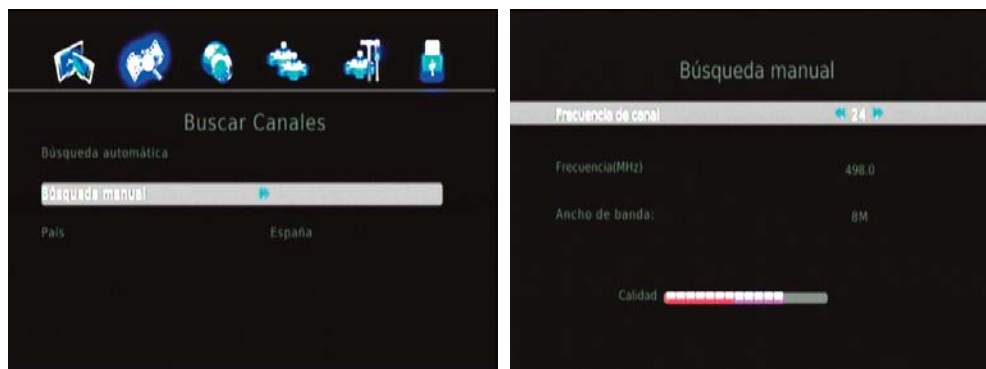 Buscar Canales
Búsqueda automática
Búsqueda manual
País España
Búsqueda manual
Frecuencia de canal 24
Frecuencia(MHz) 498.0
Ancho de banda: 8M
Calidad